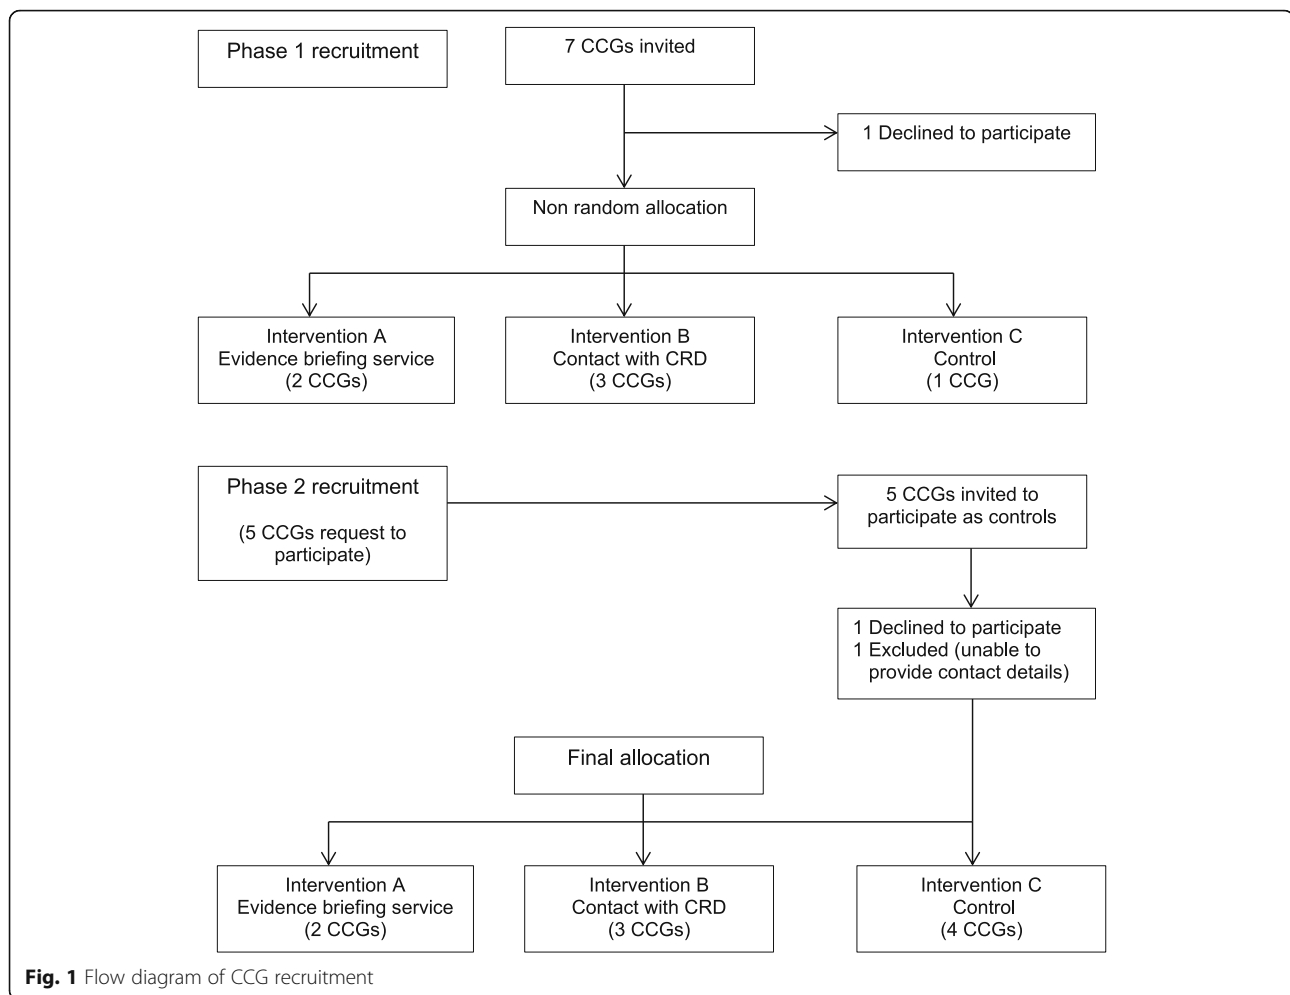 Phase 1 recruitment
7 CCGs invited
1 Declined to participate
Non random allocation
Intervention A
Evidence briefing service
(2 CCGs)
Intervention B
Contact with CRD
(3 CCGs)
Intervention C
Control
(1 CCG)
Phase 2 recruitment
(5 CCGs request to
participate)
5 CCGs invited to
participate as controls
1 Declined to participate
1 Excluded (unable to
provide contact details)
Final allocation
Intervention A
Evidence briefing service
(2 CCGs)
Intervention B
Contact with CRD
(3 CCGs)
Intervention C
Control
(4 CCGs)
Fig. 1 Flow diagram of CCG recruitment